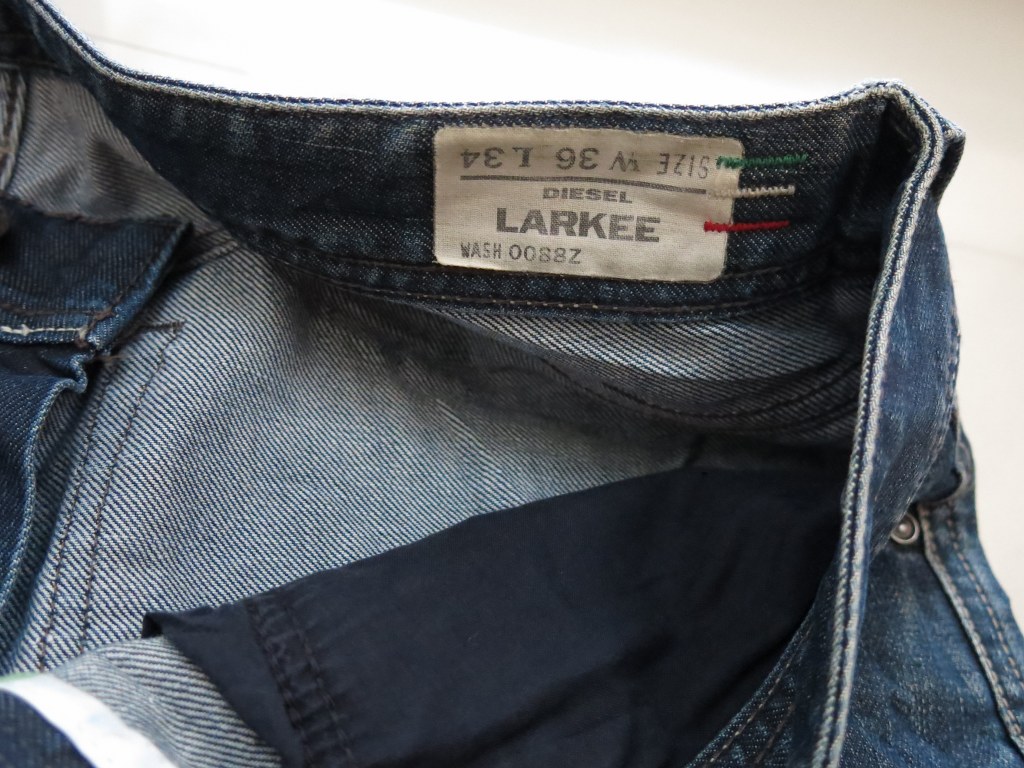 SIZE W 36 L 34
DIESEL
LARKEE
WASH 0088Z